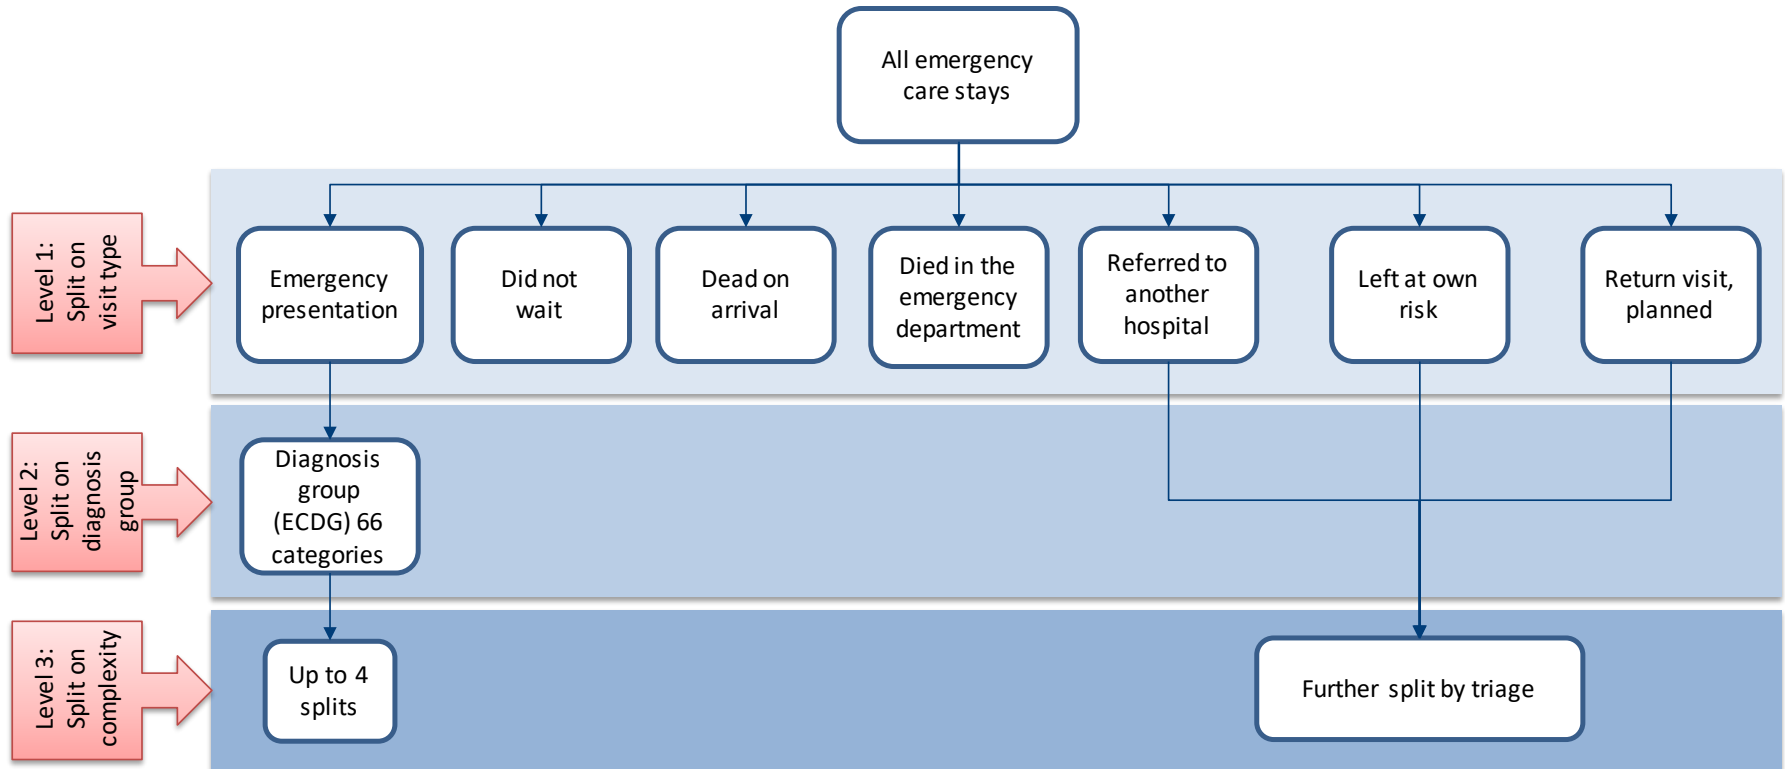 All emergency
care stays
Level 1:
Split on
visit type
Emergency
presentation
Did not
wait
Dead on
arrival
Died in the
emergency
department
Referred to
another
hospital
Left at own
risk
Return visit,
planned
Level 2:
Split on
diagnosis
group
Diagnosis
group
(ECDG) 66
categories
Level 3:
Split on
complexity
Up to 4
splits
Further split by triage